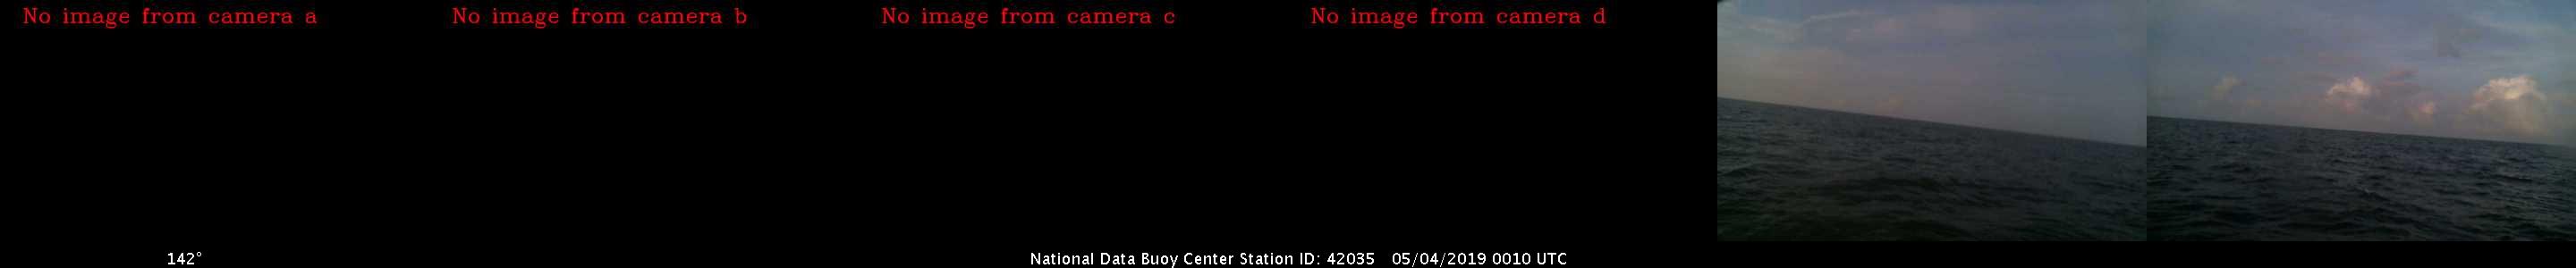 No image from camera a
No image from camera b
No image from camera c
No image from camera d
142°
National Data Buoy Center Station ID: 42035 05/04/2019 0010 UTC